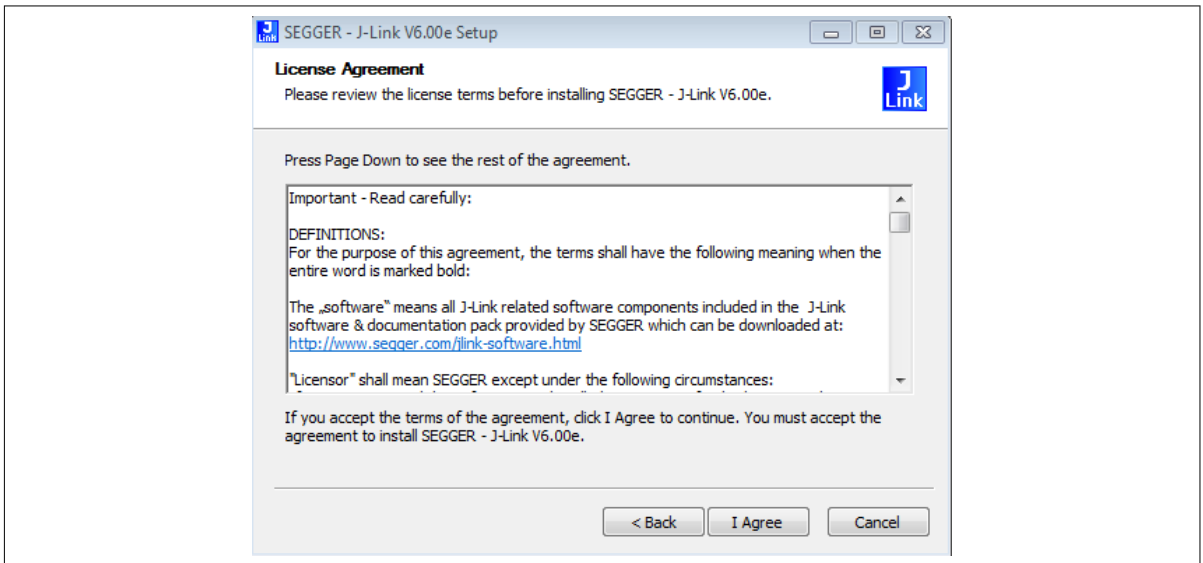 J
Link
SEGGER - J-Link V6.00e Setup
License Agreement
Please review the license terms before installing SEGGER - J-Link V6.00e.
J
Link
Press Page Down to see the rest of the agreement.
Important - Read carefully:
DEFINITIONS:
For the purpose of this agreement, the terms shall have the following meaning when the
entire word is marked bold:
The „software“ means all J-Link related software components included in the  J-Link
software & documentation pack provided by SEGGER which can be downloaded at:
http://www.segger.com/jlink-software.html
"Licensor" shall mean SEGGER except under the following circumstances:
If you accept the terms of the agreement, click I Agree to continue. You must accept the
agreement to install SEGGER - J-Link V6.00e.
< Back
I Agree
Cancel